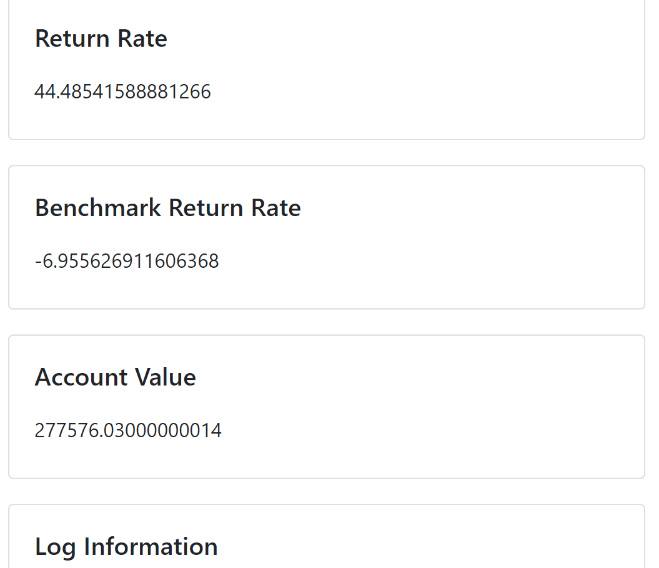 Return Rate
44.48541588881266
Benchmark Return Rate
-6.955626911606368
Account Value
277576.03000000014
Log Information